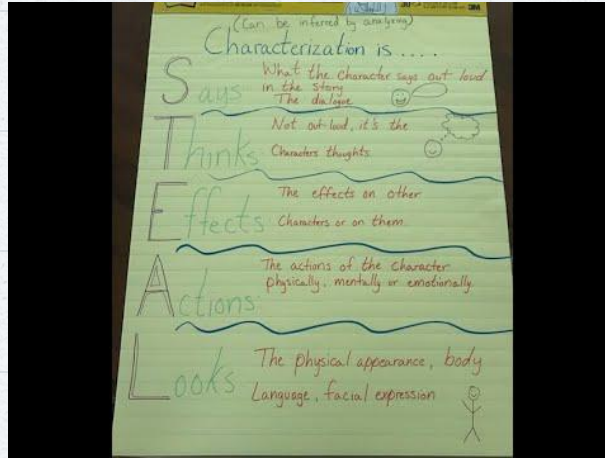 (Can be inferred by analyzing)
Characterization is ....
Says What the character says out loud
in the story
The dialogue
Thinks Not out-loud, it's the
Characters thoughts
Effects The effects on other
Characters or on them
Actions The actions of the character
physically, mentally or emotionally.
Looks The physical appearance, body
Language, facial expression
3M